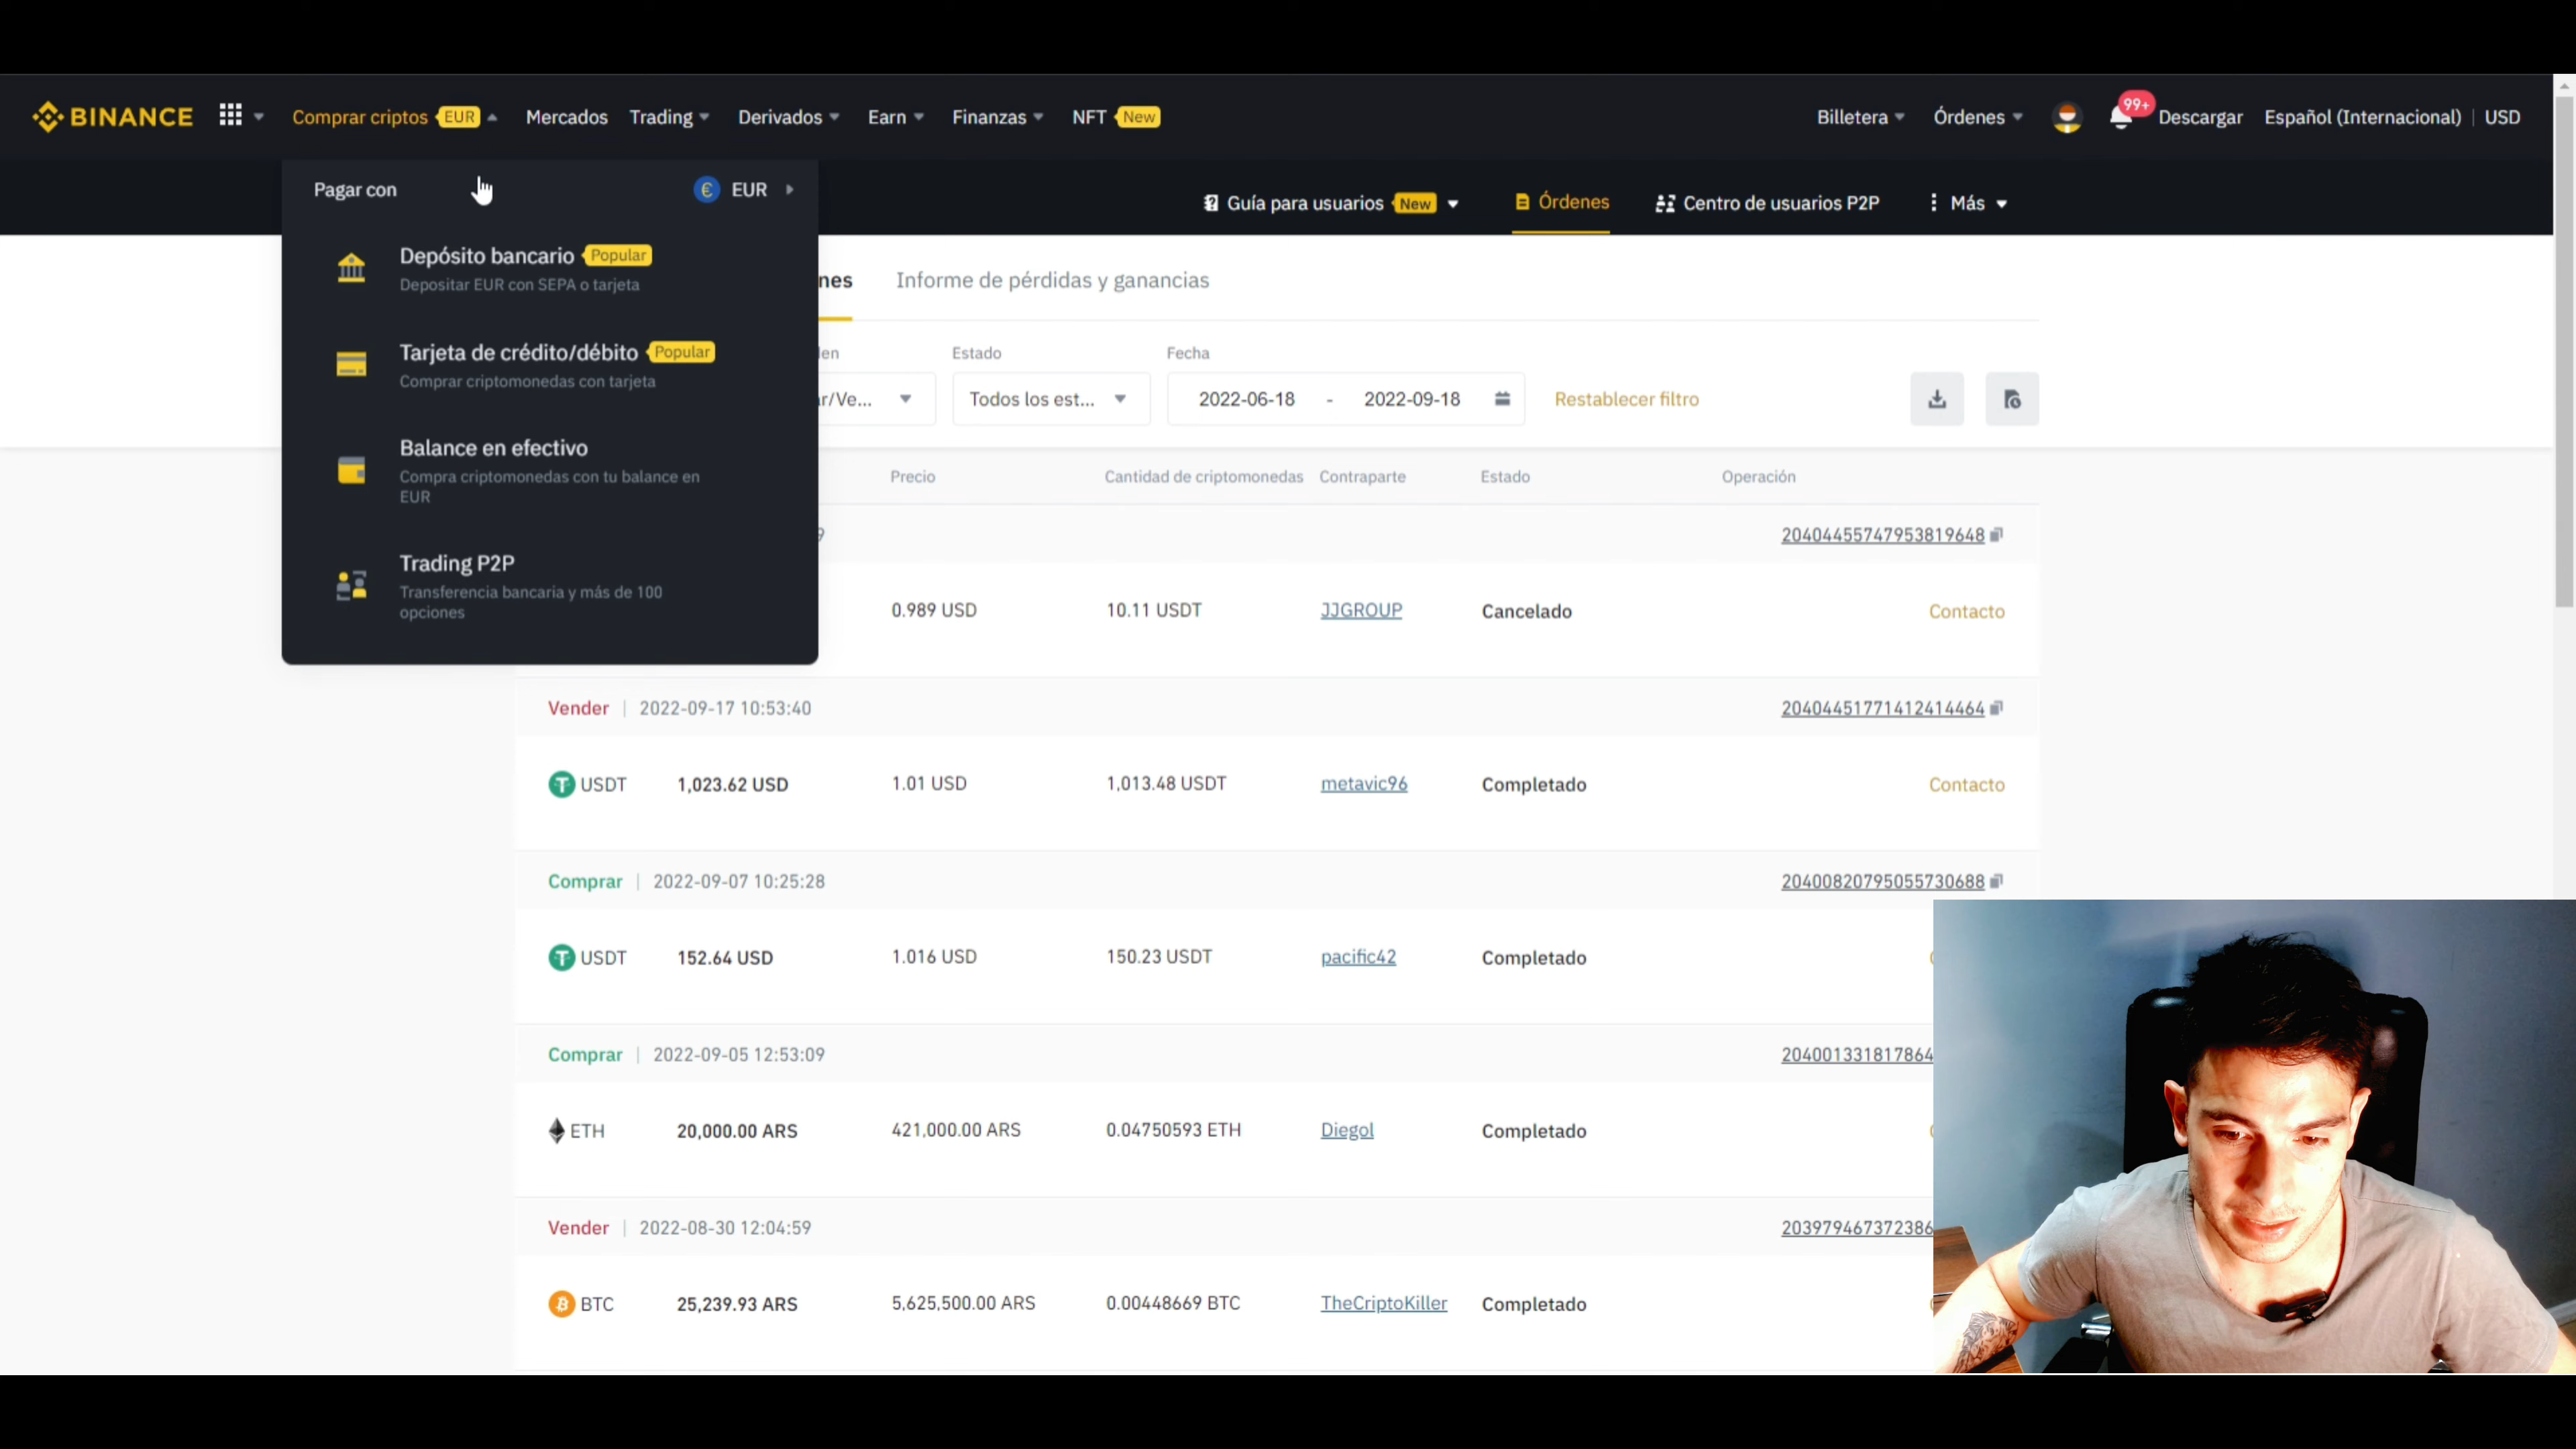 BINANCE
Comprar criptos EUR
Mercados
Trading
Derivados
Earn
Finanzas
NFT New
Billetera
Órdenes
99+
Descargar
Español (Internacional) | USD
Guía para usuarios New
Órdenes
Centro de usuarios P2P
Más
Pagar con
EUR
Depósito bancario Popular
Depositar EUR con SEPA o tarjeta
Tarjeta de crédito/débito Popular
Comprar criptomonedas con tarjeta
Balance en efectivo
Compra criptomonedas con tu balance en
EUR
Trading P2P
Transferencia bancaria y más de 100
opciones
nes
Informe de pérdidas y ganancias
Estado
Fecha
r/Ve...
Todos los est...
2022-06-18 - 2022-09-18
Restablecer filtro
Precio
Cantidad de criptomonedas
Contraparte
Estado
Operación
20404455747953819648
0.989 USD
10.11 USDT
JJGROUP
Cancelado
Contacto
Vender | 2022-09-17 10:53:40
20404451771412414464
USDT
1,023.62 USD
1.01 USD
1,013.48 USDT
metavic96
Completado
Contacto
Comprar | 2022-09-07 10:25:28
20400820795055730688
USDT
152.64 USD
1.016 USD
150.23 USDT
pacific42
Completado
Comprar | 2022-09-05 12:53:09
204001331817864
ETH
20,000.00 ARS
421,000.00 ARS
0.04750593 ETH
Diegol
Completado
Vender | 2022-08-30 12:04:59
203979467372386
BTC
25,239.93 ARS
5,625,500.00 ARS
0.00448669 BTC
TheCriptoKiller
Completado